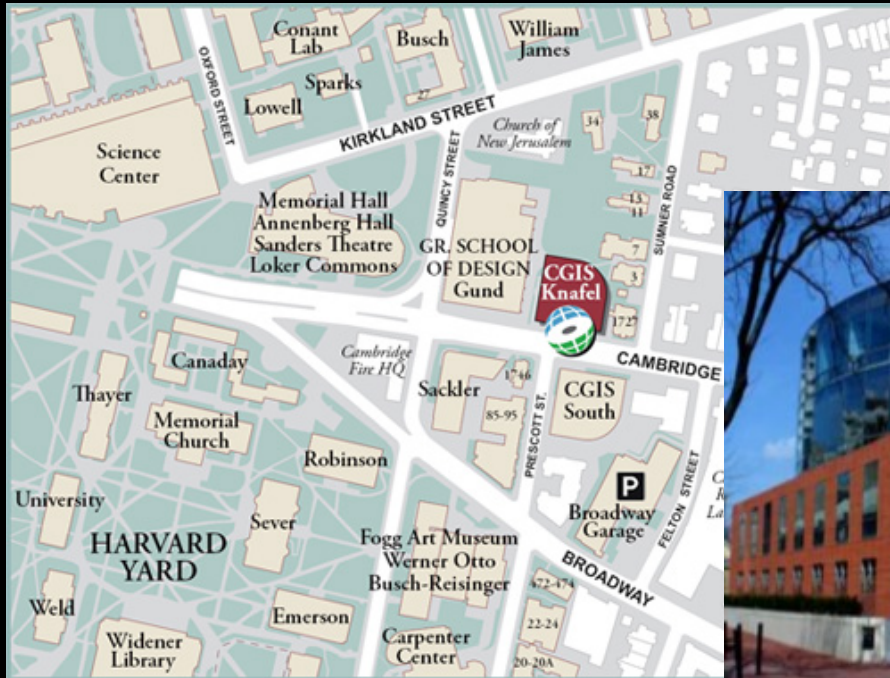 Conant
Lab
Busch
William
James
OXFORD STREET
Sparks
27
Lowell
KIRKLAND STREET
Church of
New Jerusalem
34
38
Science
Center
QUINCY STREET
17
Memorial Hall
Annenberg Hall
Sanders Theatre
Loker Commons
13
11
SUMNER ROAD
GR. SCHOOL
OF DESIGN
Gund
7
CGIS
Knafel
3
1727
Canaday
Cambridge
Fire HQ
CAMBRIDGE
Thayer
Sackler
1746
CGIS
South
Memorial
Church
85-95
PRESCOTT ST.
Robinson
P
University
Sever
Broadway
Garage
FELTON STREET
HARVARD
YARD
Fogg Art Museum
Werner Otto
Busch-Reisinger
BROADWAY
472-474
Weld
Emerson
22-24
Widener
Library
Carpenter
Center
20-20A